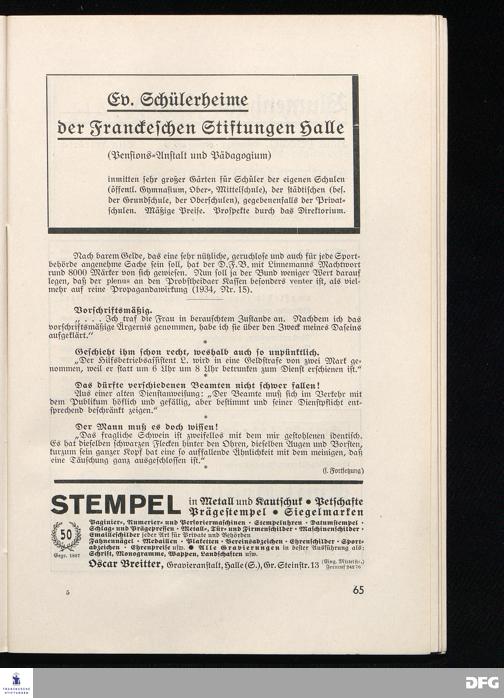 Ev. Schülerheime
der Franckeschen Stiftungen Halle
(Pensions-Anstalt und Pädagogium)
inmitten sehr großer Gärten für Schüler der eigenen Schulen
(öffentl. Gymnasium, Ober-, Mittelschule), der städtischen (bes.
der Grundschule, der Oberschulen), gegebenenfalls der Privat-
schulen. Mäßige Preise. Prospekte durch das Direktorium.
Nach barem Gelde, das eine sehr nützliche, geruchlose und auch für jede Sport-
behörde angenehme Sache sein soll, hat der D.F.B. mit Linnemanns Machtwort
rund 8000 Märker von sich gewiesen. Nun soll ja der Bund weniger Wert darauf
legen, daß der plenus an den Probstheidaer Kassen besonders venter ist, als viel-
mehr auf reine Propagandawirkung (1934, Nr. 15).
Vorschriftsmäßig.
„. . . Ich traf die Frau in berauschtem Zustande an. Nachdem ich das
vorschriftsmäßige Ärgernis genommen, habe ich sie über den Zweck meines Daseins
aufgeklärt."
*
Geschieht ihm schon recht, weshalb auch so unpünktlich.
„Der Hilfsbetriebsassistent L. wird in eine Geldstrafe von zwei Mark ge-
nommen, weil er statt um 6 Uhr um 8 Uhr betrunken zum Dienst erschienen ist."
*
Das dürfte verschiedenen Beamten nicht schwer fallen!
Aus einer alten Dienstanweisung: „Der Beamte muß sich im Verkehr mit
dem Publikum höflich und gefällig, aber bestimmt und seiner Dienstpflicht ent-
sprechend beschränkt zeigen."
*
Der Mann muß es doch wissen!
„Das fragliche Schwein ist zweifellos mit dem mir gestohlenen identisch.
Es hat dieselben schwarzen Flecken hinter den Ohren, dieselben Augen und Borsten,
kurzum sein ganzer Kopf hat eine so auffallende Ähnlichkeit mit dem meinigen, daß
eine Täuschung ganz ausgeschlossen ist."
*
(s. Fortsetzung)
STEMPEL in Metall und Kautschuk • Petschafte
Prägestempel • Siegelmarken
Paginier-, Numerier- und Perforiermaschinen • Stempeluhren • Datumstempel •
Schlag- und Prägepressen • Metall-, Tür- und Firmenschilder • Maschinenschilder •
Emailleschilder jeder Art für Private und Behörden
Fahnennägel • Medaillen • Plaketten • Vereinsabzeichen • Ehrenschilder • Sport-
abzeichen • Ehrenpreise usw. • Alle Gravierungen in bester Ausführung als:
Schrift, Monogramme, Wappen, Landschaften usw.
50
Gegr. 1887
Oscar Breitter, Gravieranstalt, Halle (S.), Gr. Steinstr. 13 (Eing. Mittelstr.)
Fernruf 248 76
5
65
FRANCKESCHE
STIFTUNGEN
DFG